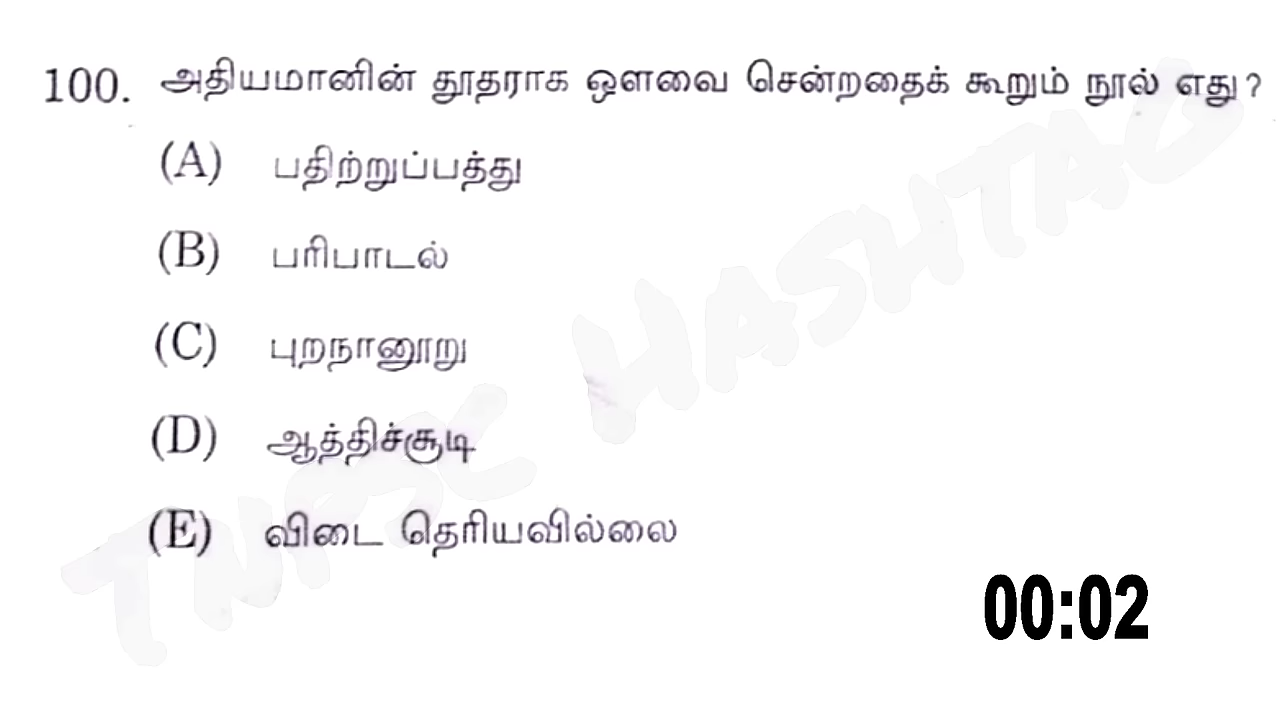 100. அதியமானின் தூதராக ஔவை சென்றதைக் கூறும் நூல் எது?
(A) பதிற்றுப்பத்து
(B) பரிபாடல்
(C) புறநானூறு
(D) ஆத்திச்சூடி
(E) விடை தெரியவில்லை
TNPSC HASHTAG
00:02